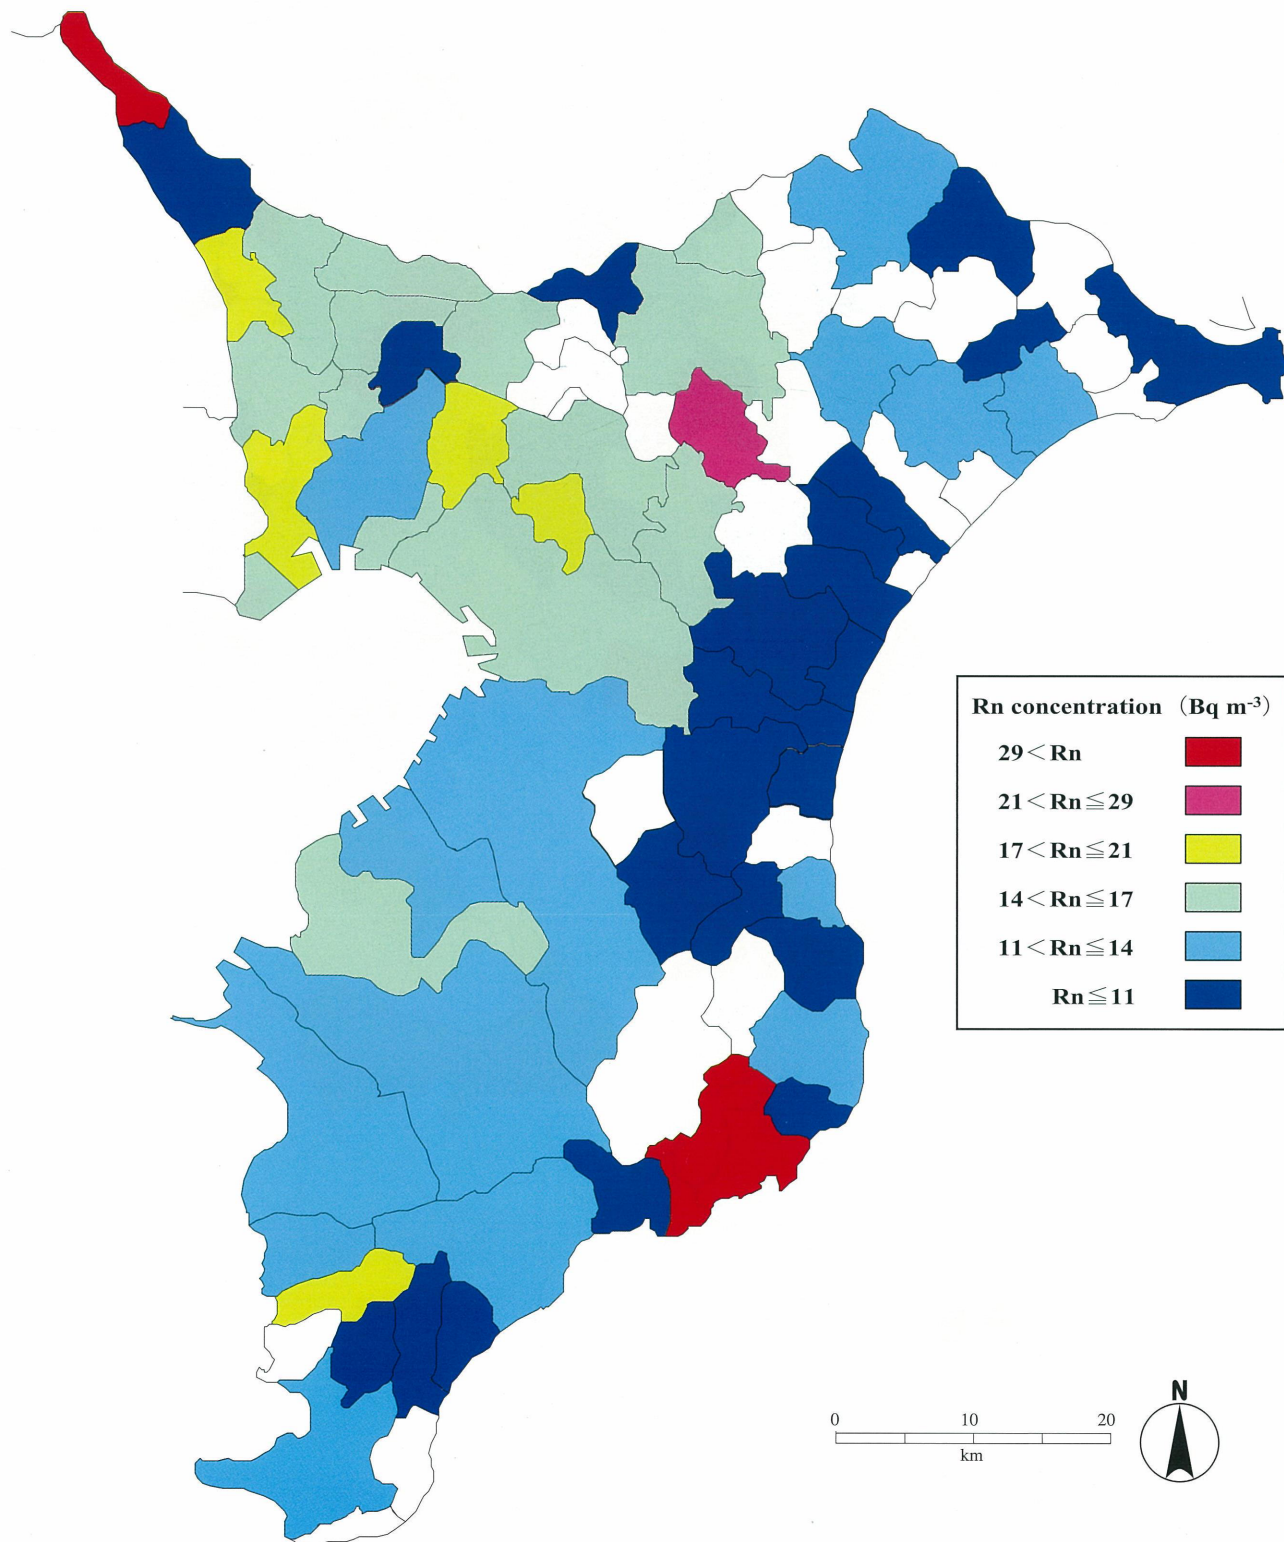 Rn concentration （Bq m⁻³）
29＜Rn
21＜Rn≦29
17＜Rn≦21
14＜Rn≦17
11＜Rn≦14
Rn≦11
N
0 10 20
km